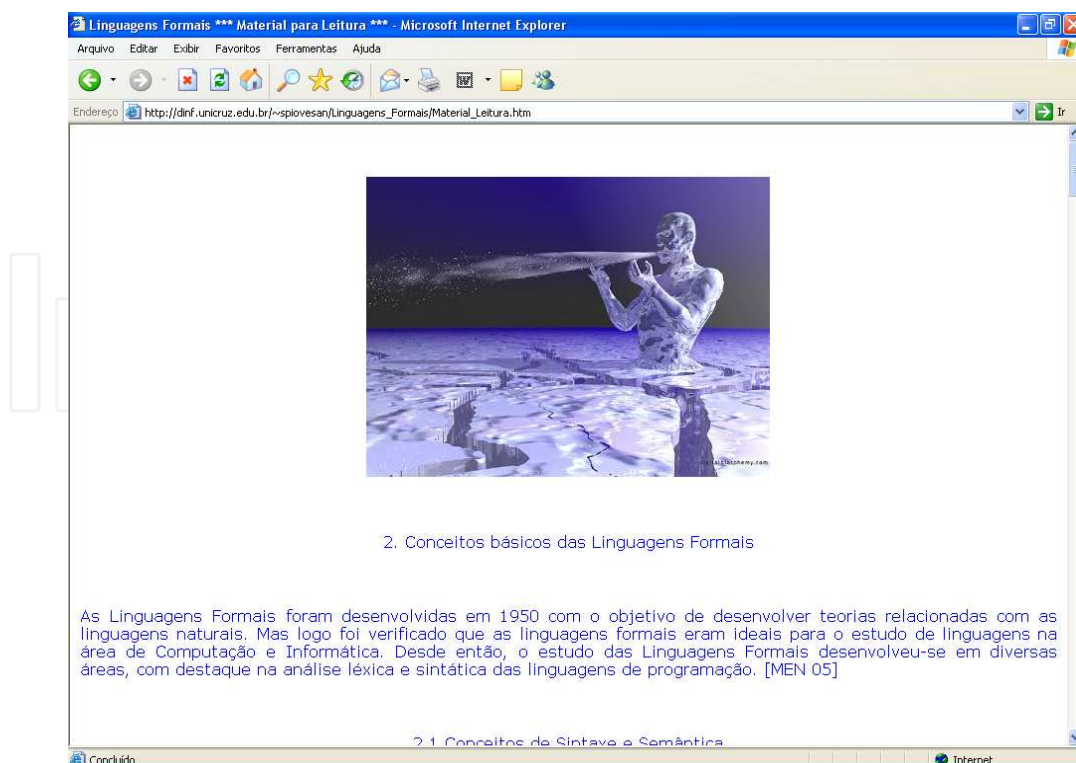 Linguagens Formais *** Material para Leitura *** - Microsoft Internet Explorer
Arquivo Editar Exibir Favoritos Ferramentas Ajuda
Endereço http://dinf.unicruz.edu.br/~spiovesan/Linguagens_Formais/Material_Leitura.htm Ir
2. Conceitos básicos das Linguagens Formais
As Linguagens Formais foram desenvolvidas em 1950 com o objetivo de desenvolver teorias relacionadas com as
linguagens naturais. Mas logo foi verificado que as linguagens formais eram ideais para o estudo de linguagens na
área de Computação e Informática. Desde então, o estudo das Linguagens Formais desenvolveu-se em diversas
áreas, com destaque na análise léxica e sintática das linguagens de programação. [MEN 05]
2.1 Conceitos de Sintaxe e Semântica
Concluído Internet